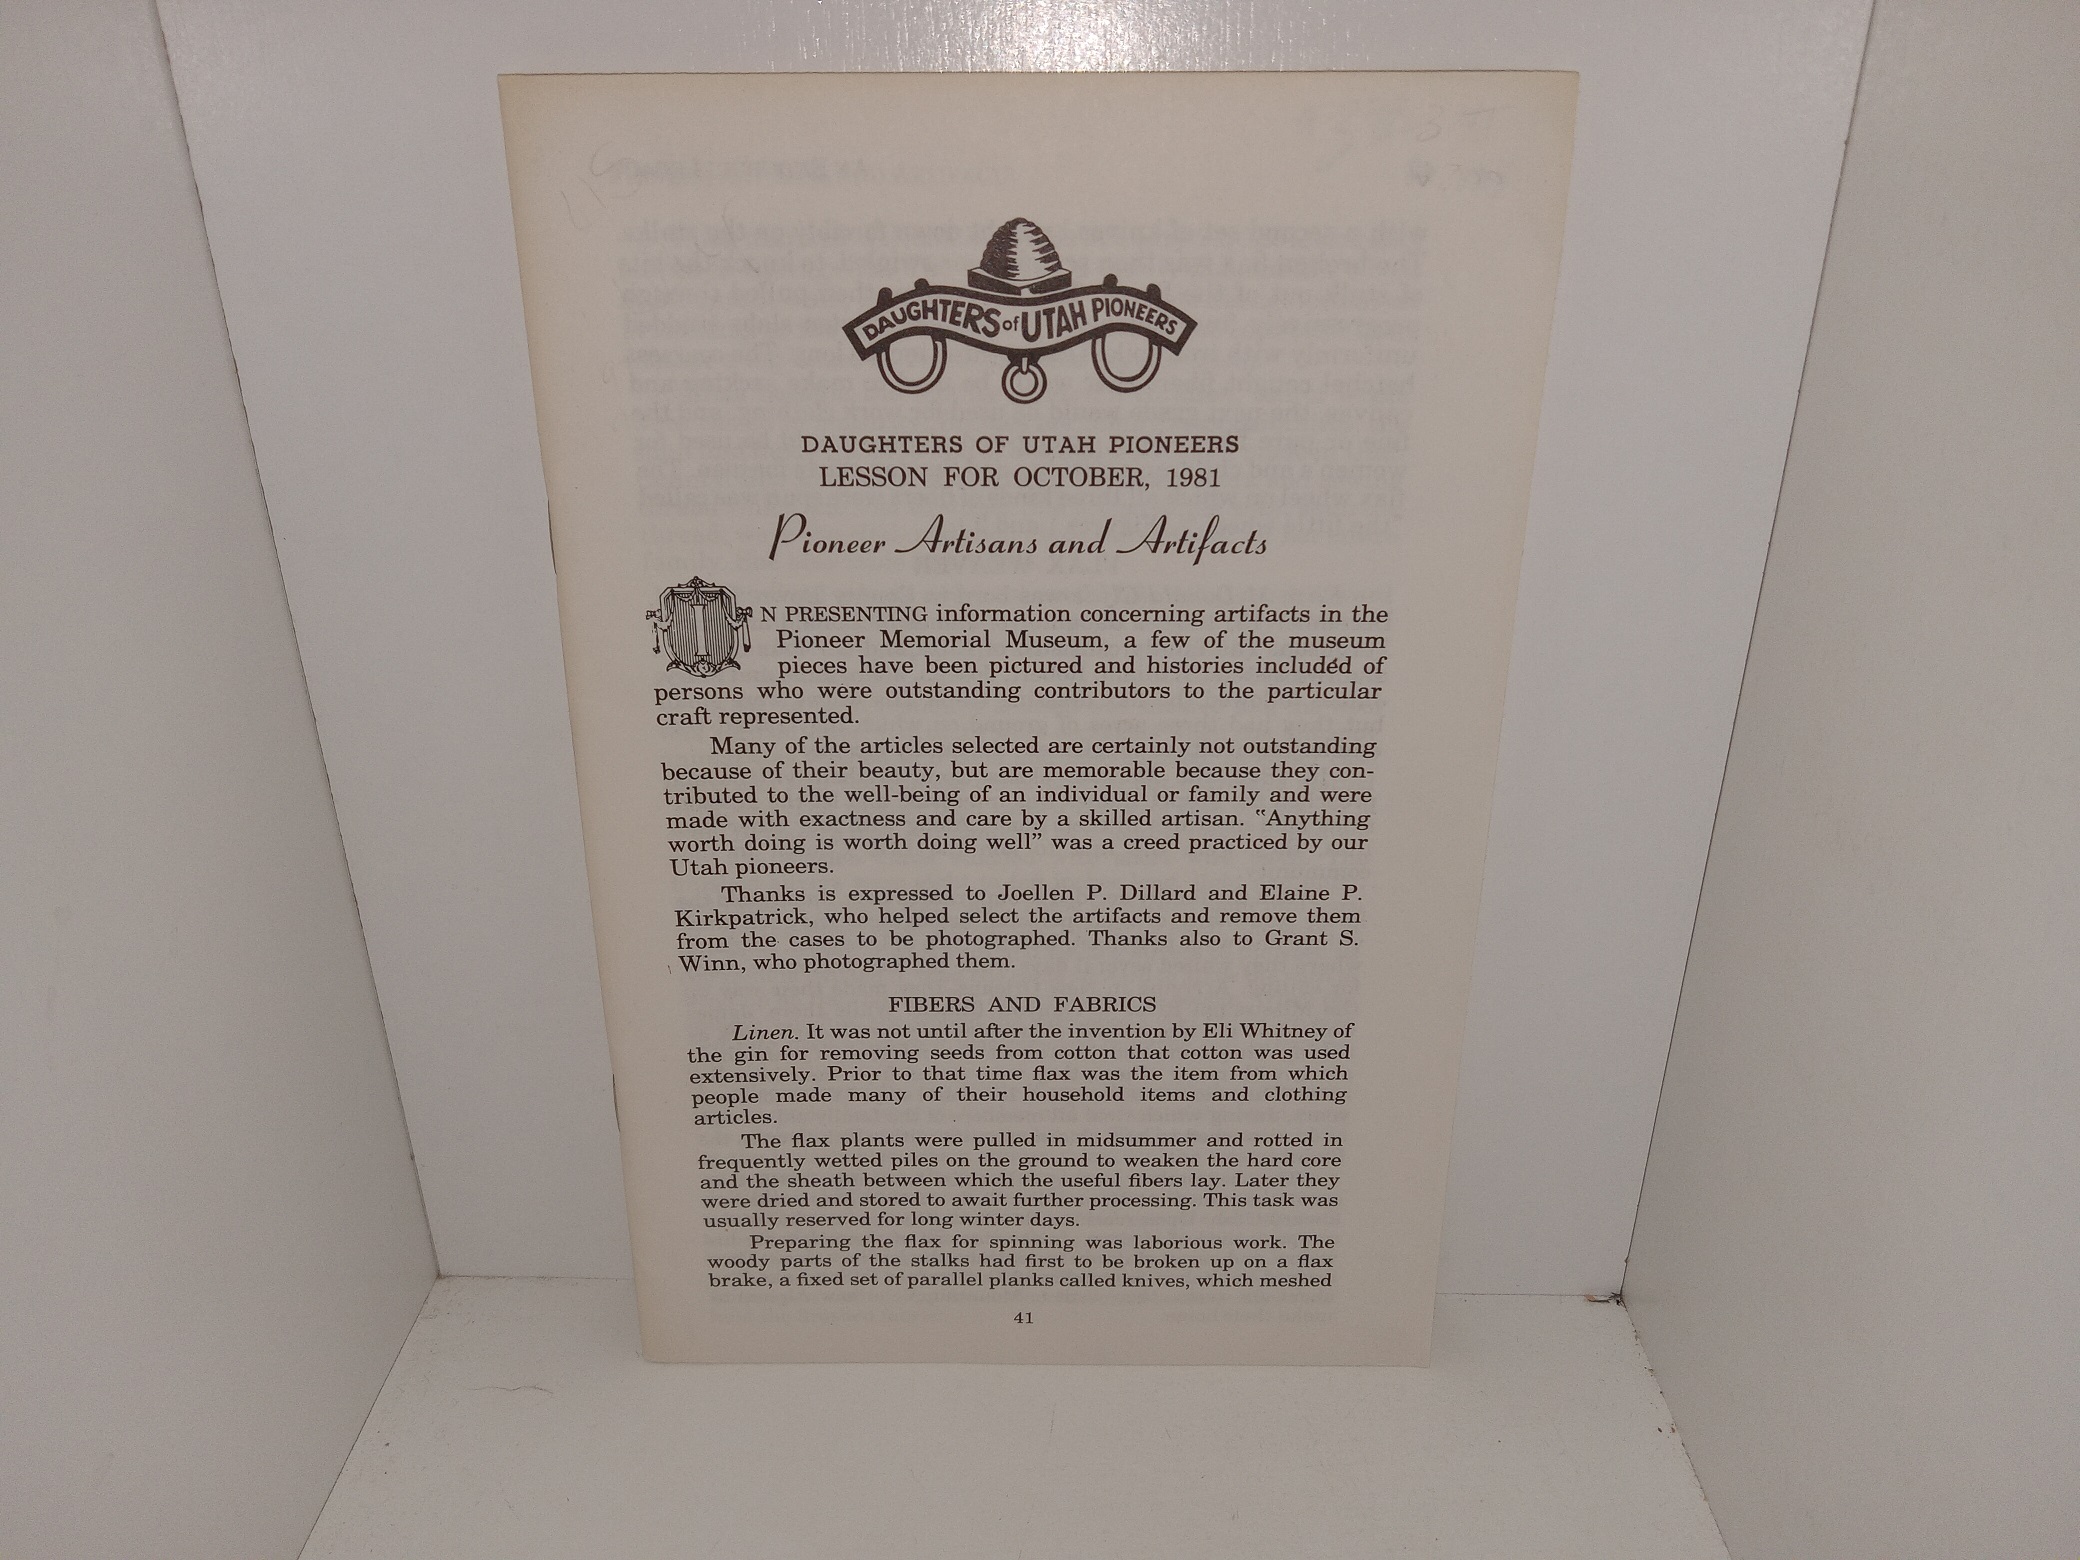 DAUGHTERS of UTAH PIONEERS
DAUGHTERS OF UTAH PIONEERS
LESSON FOR OCTOBER, 1981
Pioneer Artisans and Artifacts
IN PRESENTING information concerning artifacts in the
Pioneer Memorial Museum, a few of the museum
pieces have been pictured and histories included of
persons who were outstanding contributors to the particular
craft represented.
Many of the articles selected are certainly not outstanding
because of their beauty, but are memorable because they con-
tributed to the well-being of an individual or family and were
made with exactness and care by a skilled artisan. "Anything
worth doing is worth doing well" was a creed practiced by our
Utah pioneers.
Thanks is expressed to Joellen P. Dillard and Elaine P.
Kirkpatrick, who helped select the artifacts and remove them
from the cases to be photographed. Thanks also to Grant S.
Winn, who photographed them.
FIBERS AND FABRICS
Linen. It was not until after the invention by Eli Whitney of
the gin for removing seeds from cotton that cotton was used
extensively. Prior to that time flax was the item from which
people made many of their household items and clothing
articles.
The flax plants were pulled in midsummer and rotted in
frequently wetted piles on the ground to weaken the hard core
and the sheath between which the useful fibers lay. Later they
were dried and stored to await further processing. This task was
usually reserved for long winter days.
Preparing the flax for spinning was laborious work. The
woody parts of the stalks had first to be broken up on a flax
brake, a fixed set of parallel planks called knives, which meshed
41